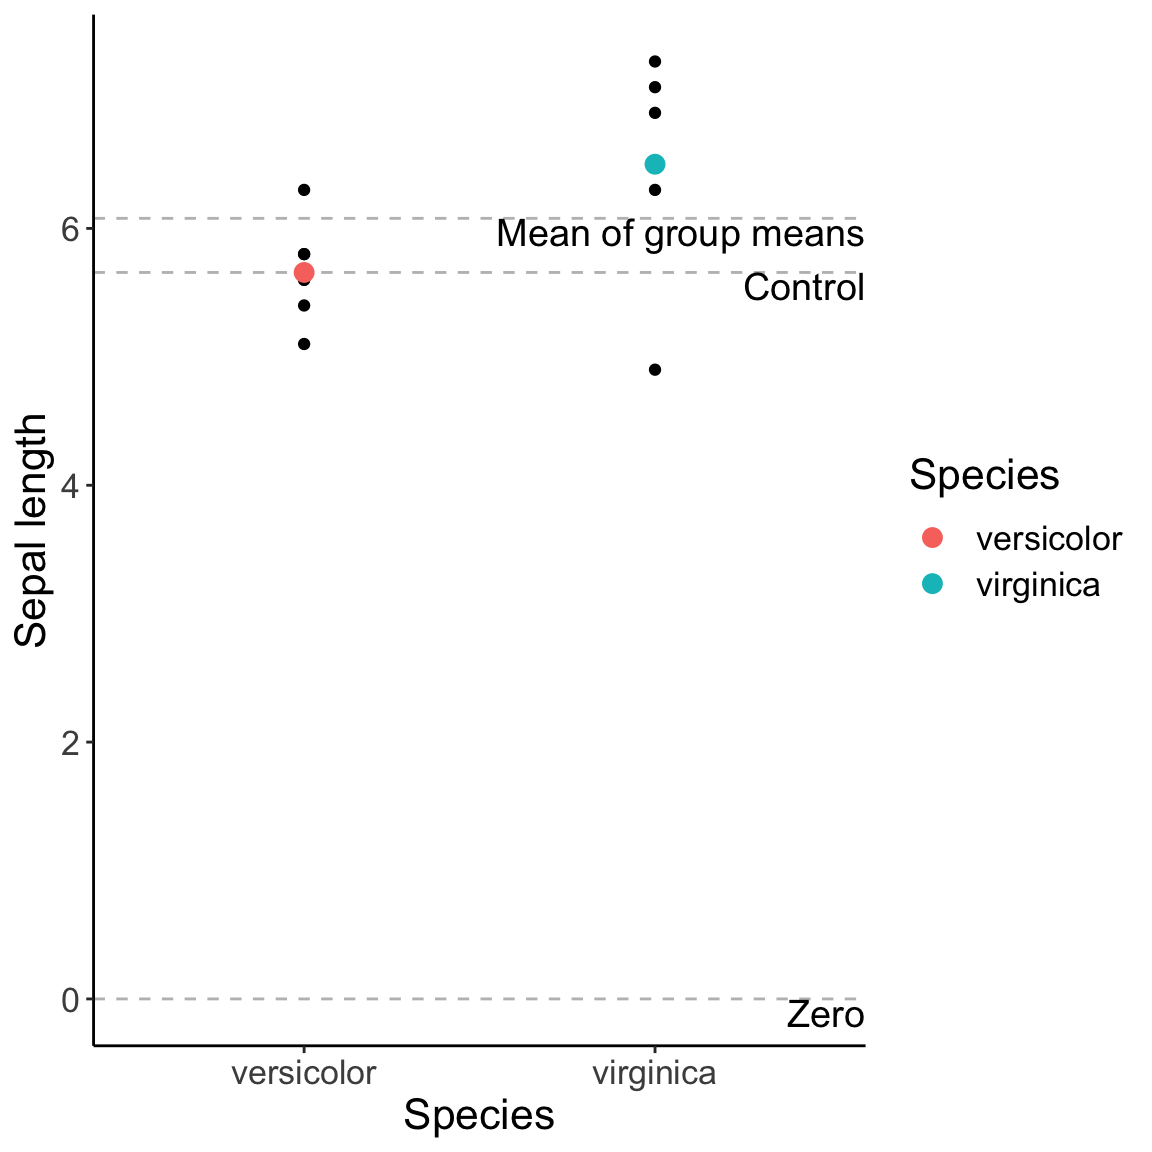 Sepal length
6
4
2
0
Mean of group means
Control
Zero
versicolor
virginica
Species
Species
versicolor
virginica